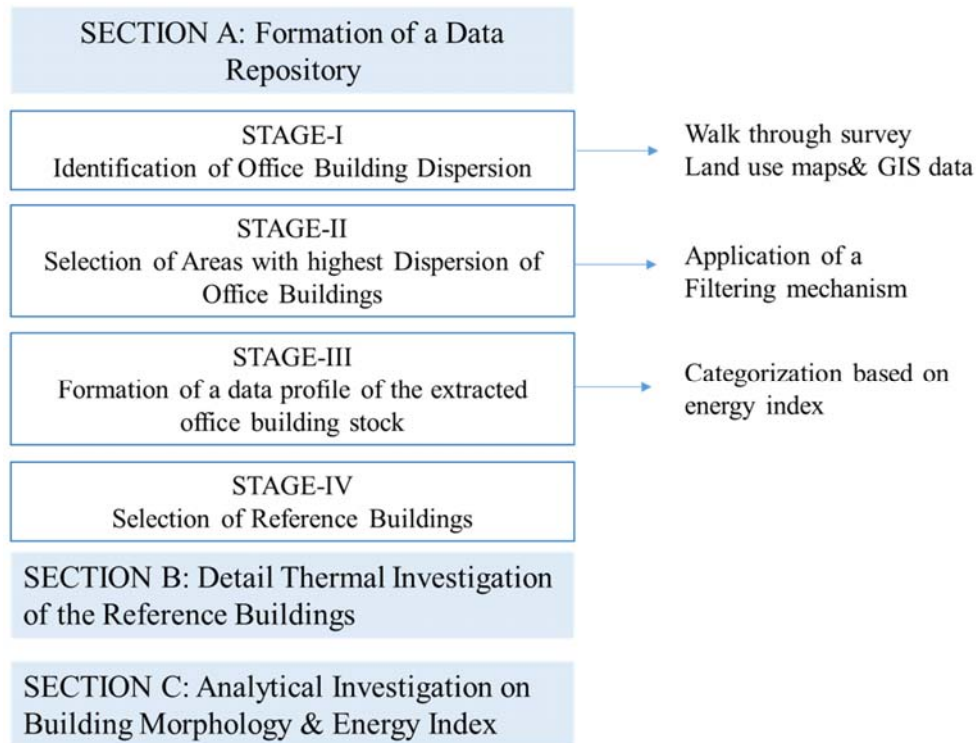 SECTION A: Formation of a Data
Repository
STAGE-I
Identification of Office Building Dispersion
Walk through survey
Land use maps& GIS data
STAGE-II
Selection of Areas with highest Dispersion of
Office Buildings
Application of a
Filtering mechanism
STAGE-III
Formation of a data profile of the extracted
office building stock
Categorization based on
energy index
STAGE-IV
Selection of Reference Buildings
SECTION B: Detail Thermal Investigation
of the Reference Buildings
SECTION C: Analytical Investigation on
Building Morphology & Energy Index